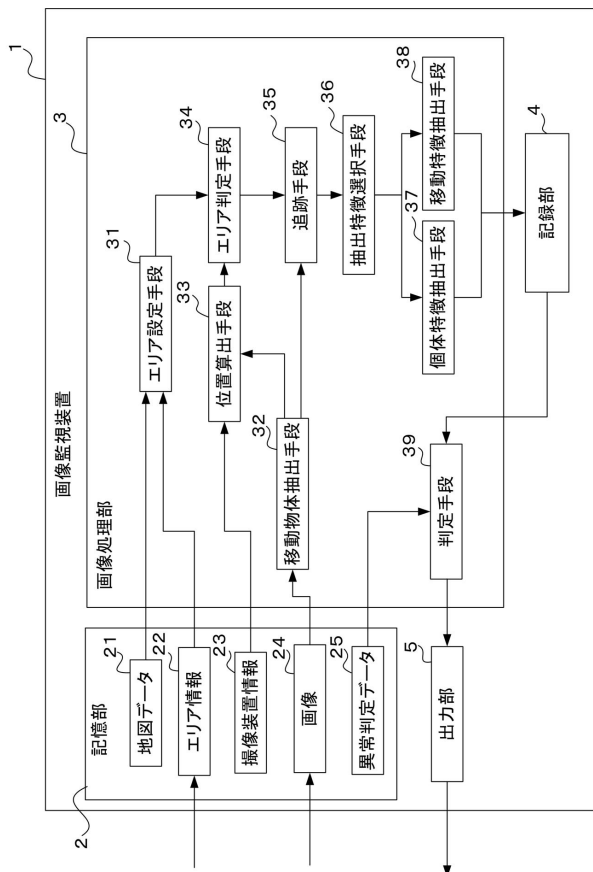 1
画像監視装置
3
画像処理部
2
記憶部
21
地図データ
22
エリア情報
23
撮像装置情報
24
画像
25
異常判定データ
31
エリア設定手段
32
移動物体抽出手段
33
位置算出手段
34
エリア判定手段
35
追跡手段
36
抽出特徴選択手段
37
個体特徴抽出手段
38
移動特徴抽出手段
39
判定手段
4
記録部
5
出力部